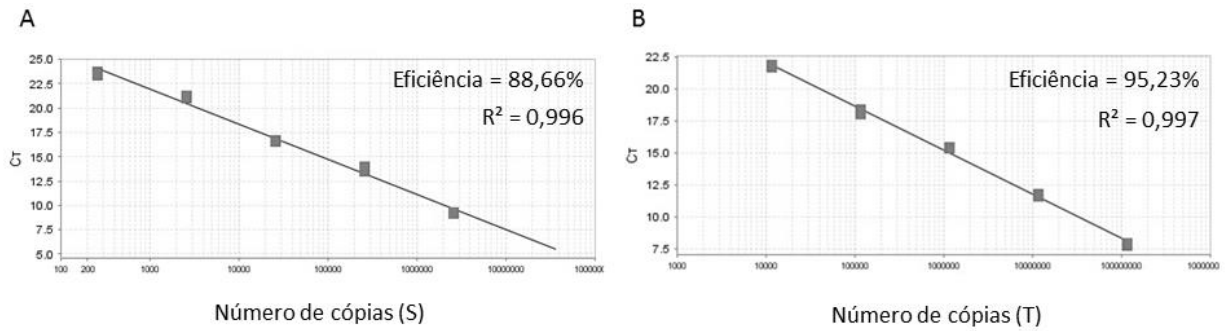 A
25.0
22.5
20.0
17.5
15.0
12.5
10.0
7.5
5.0
CT
Eficiência = 88,66%
R² = 0,996
100 200 1000 10000 100000 1000000 10000000
Número de cópias (S)
B
22.5
20.0
17.5
15.0
12.5
10.0
7.5
CT
Eficiência = 95,23%
R² = 0,997
1000 10000 100000 1000000 10000000 100000000
Número de cópias (T)